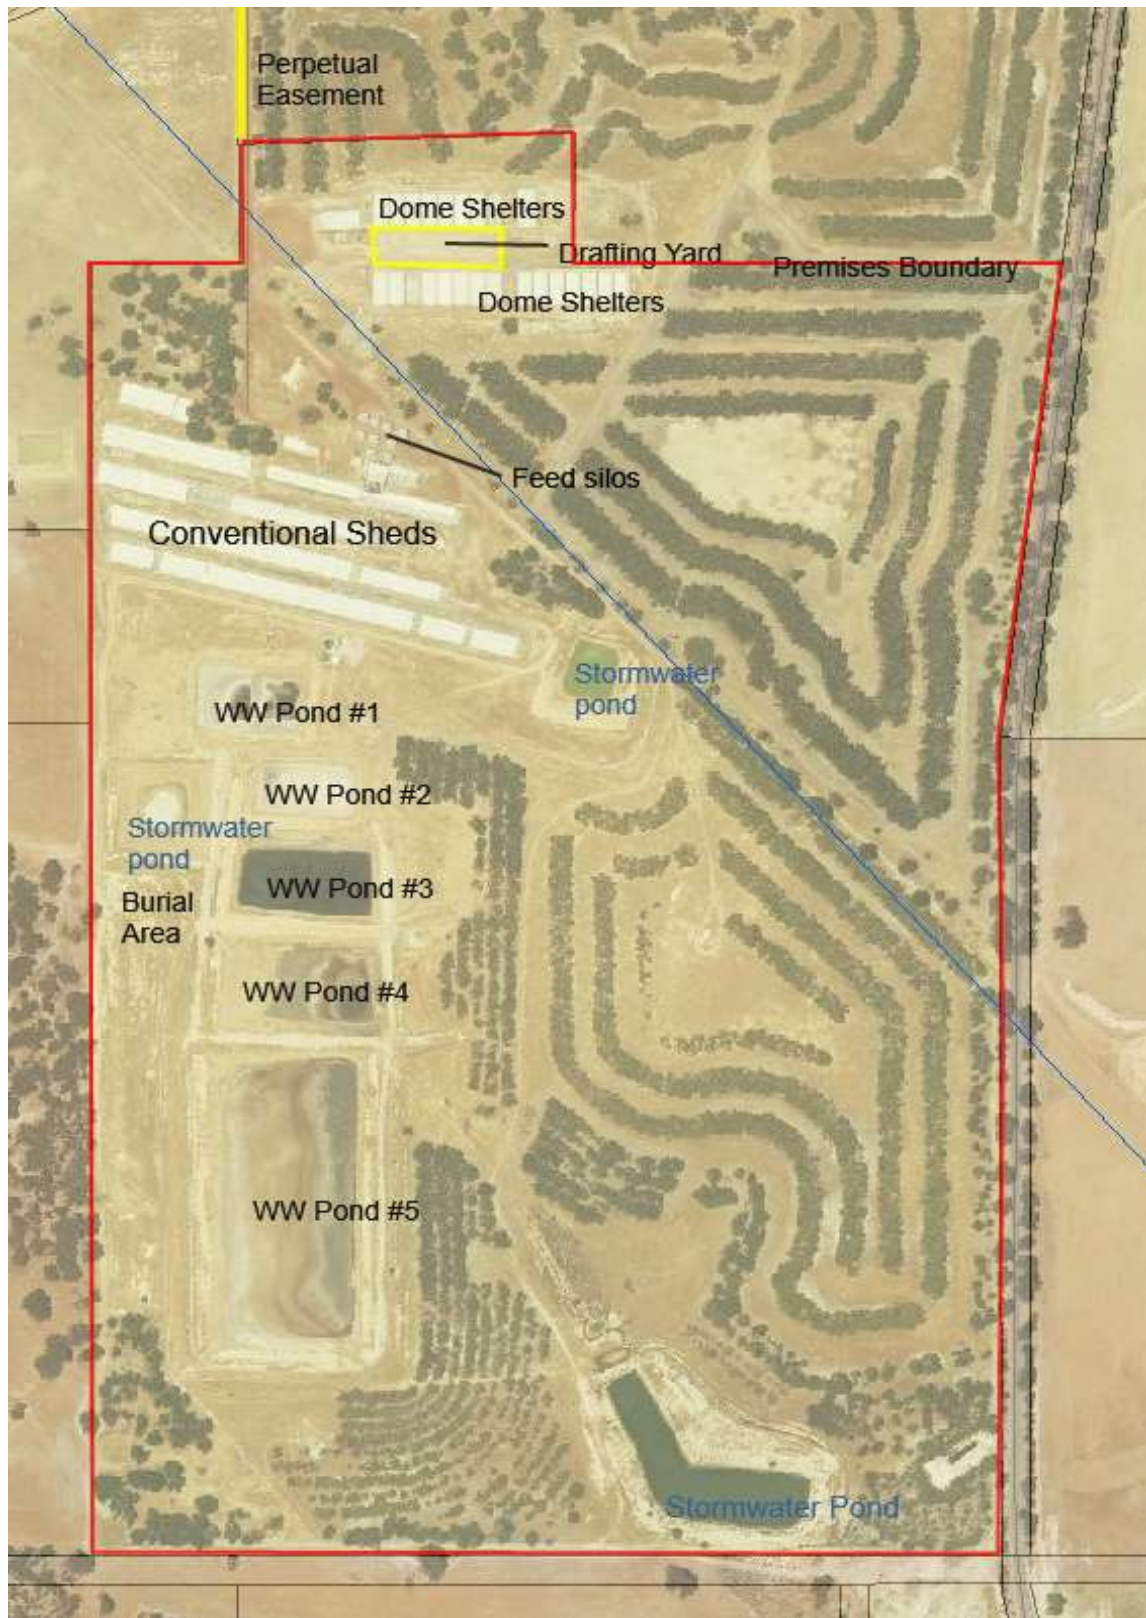 Perpetual
Easement
Dome Shelters
Drafting Yard
Premises Boundary
Dome Shelters
Feed silos
Conventional Sheds
Stormwater
pond
WW Pond #1
WW Pond #2
Stormwater
pond
WW Pond #3
Burial
Area
WW Pond #4
WW Pond #5
Stormwater Pond